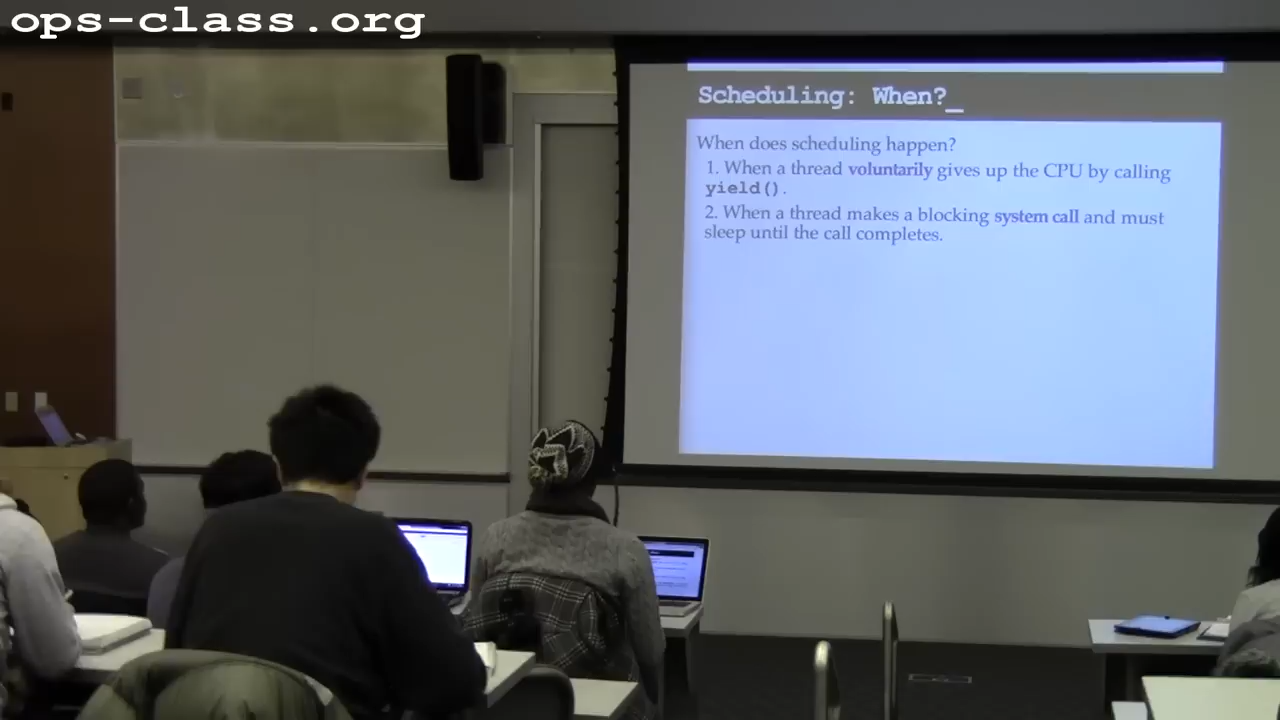 ops-class.org
Scheduling: When?_
When does scheduling happen?
1. When a thread voluntarily gives up the CPU by calling
yield().
2. When a thread makes a blocking system call and must
sleep until the call completes.